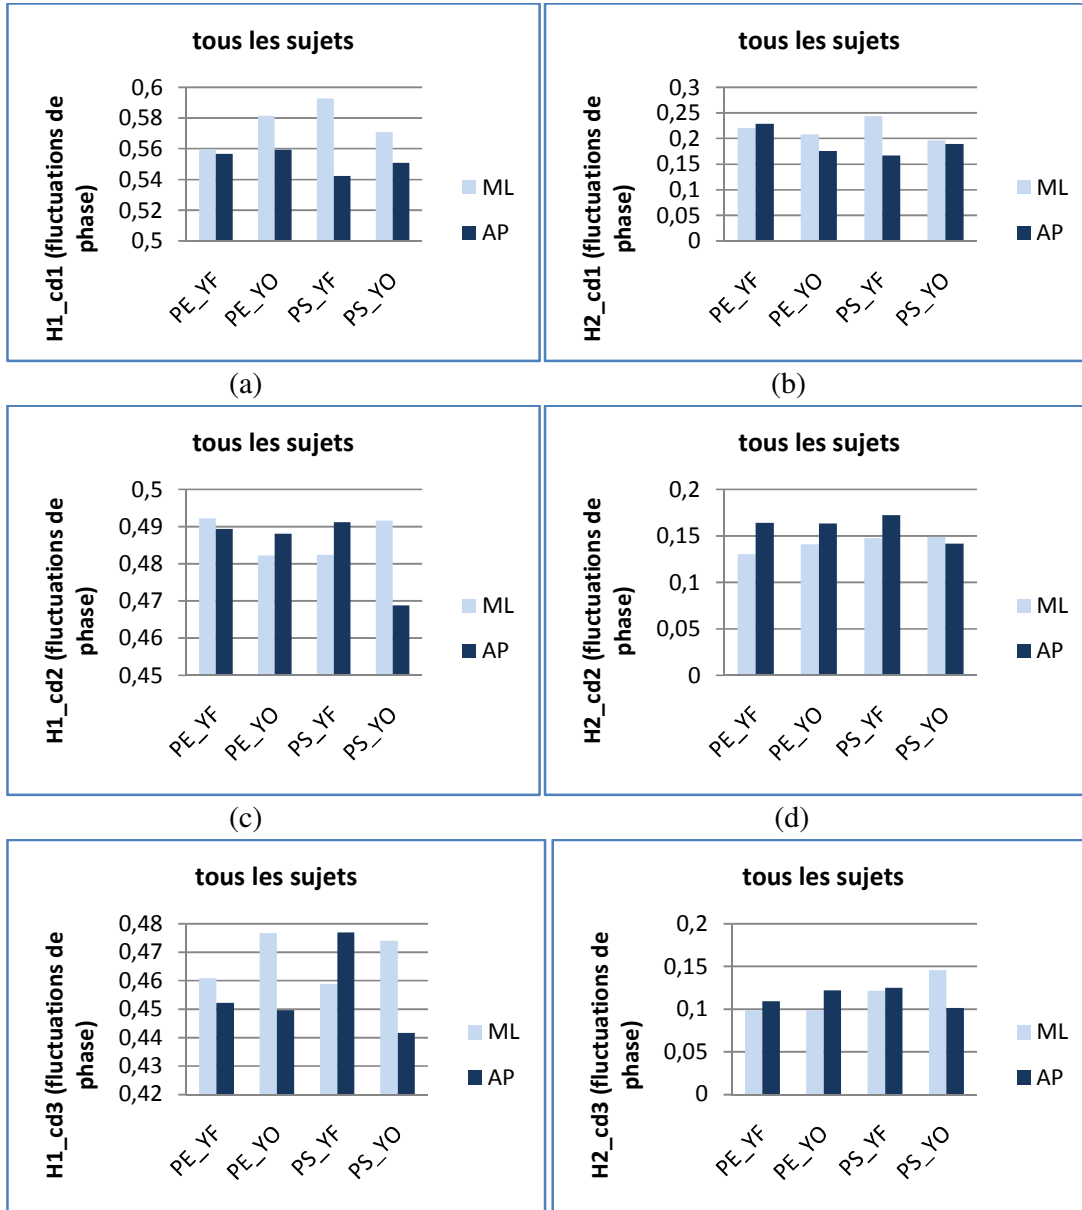 tous les sujets
H1_cd1 (fluctuations de
phase)
0,6
0,58
0,56
0,54
0,52
0,5
PE_YF
PE_YO
PS_YF
PS_YO
ML
AP
(a)
tous les sujets
H2_cd1 (fluctuations de
phase)
0,3
0,25
0,2
0,15
0,1
0,05
0
PE_YF
PE_YO
PS_YF
PS_YO
ML
AP
(b)
tous les sujets
H1_cd2 (fluctuations de
phase)
0,5
0,49
0,48
0,47
0,46
0,45
PE_YF
PE_YO
PS_YF
PS_YO
ML
AP
(c)
tous les sujets
H2_cd2 (fluctuations de
phase)
0,2
0,15
0,1
0,05
0
PE_YF
PE_YO
PS_YF
PS_YO
ML
AP
(d)
tous les sujets
H1_cd3 (fluctuations de
phase)
0,48
0,47
0,46
0,45
0,44
0,43
0,42
PE_YF
PE_YO
PS_YF
PS_YO
ML
AP
tous les sujets
H2_cd3 (fluctuations de
phase)
0,2
0,15
0,1
0,05
0
PE_YF
PE_YO
PS_YF
PS_YO
ML
AP